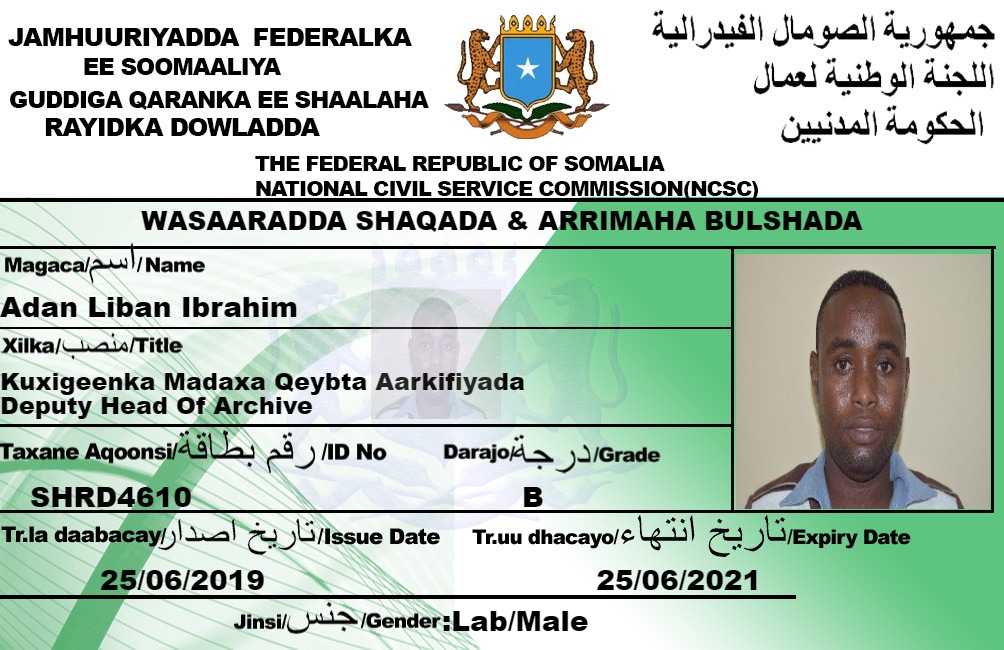 JAMHUURIYADDA FEDERALKA
EE SOOMAALIYA
GUDDIGA QARANKA EE SHAALAHA
RAYIDKA DOWLADDA
جمهورية الصومال الفيدرالية
اللجنة الوطنية لعمال
الحكومة المدنيين
THE FEDERAL REPUBLIC OF SOMALIA
NATIONAL CIVIL SERVICE COMMISSION(NCSC)
WASAARADDA SHAQADA & ARRIMAHA BULSHADA
Magaca/اسم/Name
Adan Liban Ibrahim
Xilka/منصب/Title
Kuxigeenka Madaxa Qeybta Aarkifiyada
Deputy Head Of Archive
Taxane Aqoonsi/رقم بطاقة/ID No
SHRD4610
Darajo/درجة/Grade
B
Tr.la daabacay/تاريخ اصدار/Issue Date
25/06/2019
Tr.uu dhacayo/تاريخ انتهاء/Expiry Date
25/06/2021
Jinsi/جنس/Gender:Lab/Male